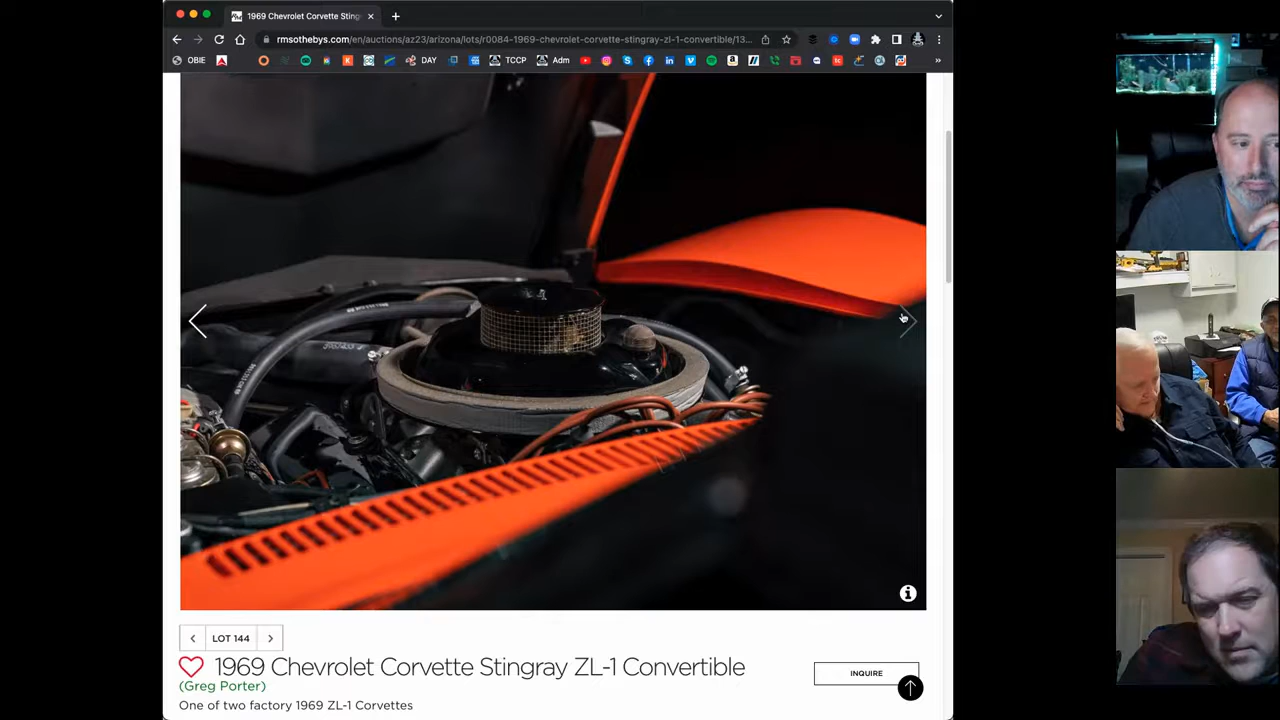 1969 Chevrolet Corvette Sting
rmsothebys.com/en/auctions/az23/arizona/lots/r0084-1969-chevrolet-corvette-stingray-zl-1-convertible/13...
OBIE
DAY
TCCP
Adm
LOT 144
1969 Chevrolet Corvette Stingray ZL-1 Convertible
INQUIRE
(Greg Porter)
One of two factory 1969 ZL-1 Corvettes